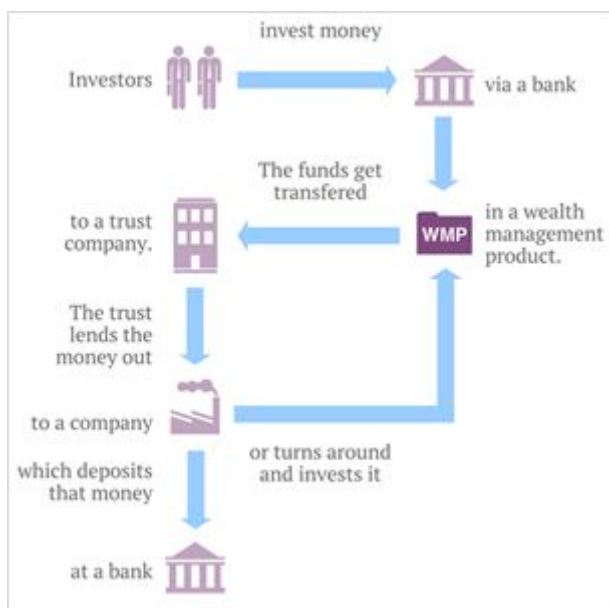 invest money
Investors
via a bank
The funds get
transfered
to a trust
company.
WMP
in a wealth
management
product.
The trust
lends the
money out
to a company
or turns around
and invests it
which deposits
that money
at a bank